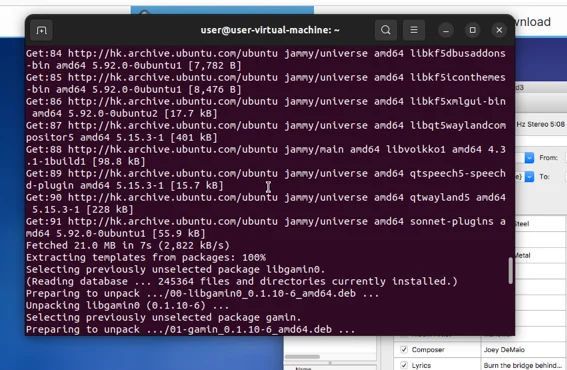 wnload
user@user-virtual-machine: ~
Get:84 http://hk.archive.ubuntu.com/ubuntu jammy/universe amd64 libkf5dbusaddons
-bin amd64 5.92.0-0ubuntu1 [7,782 B]
Get:85 http://hk.archive.ubuntu.com/ubuntu jammy/universe amd64 libkf5iconthemes
-bin amd64 5.92.0-0ubuntu1 [8,476 B]
Get:86 http://hk.archive.ubuntu.com/ubuntu jammy/universe amd64 libkf5xmlgui-bin
amd64 5.92.0-0ubuntu2 [17.7 kB]
Get:87 http://hk.archive.ubuntu.com/ubuntu jammy/universe amd64 libqt5waylandcom
positor5 amd64 5.15.3-1 [401 kB]
Get:88 http://hk.archive.ubuntu.com/ubuntu jammy/main amd64 libvoikko1 amd64 4.3
.1-1build1 [98.8 kB]
Get:89 http://hk.archive.ubuntu.com/ubuntu jammy/universe amd64 qtspeech5-speech
d-plugin amd64 5.15.3-1 [15.7 kB]
Get:90 http://hk.archive.ubuntu.com/ubuntu jammy/universe amd64 qtwayland5 amd64
5.15.3-1 [228 kB]
Get:91 http://hk.archive.ubuntu.com/ubuntu jammy/universe amd64 sonnet-plugins a
md64 5.92.0-0ubuntu1 [55.9 kB]
Fetched 21.0 MB in 7s (2,822 kB/s)
Extracting templates from packages: 100%
Selecting previously unselected package libgamin0.
(Reading database ... 245364 files and directories currently installed.)
Preparing to unpack .../00-libgamin0_0.1.10-6_amd64.deb ...
Unpacking libgamin0 (0.1.10-6) ...
Selecting previously unselected package gamin.
Preparing to unpack .../01-gamin_0.1.10-6_amd64.deb ...
d3
Hz Stereo 5:08
From:
To:
Steel
Metal
Composer Joey DeMaio
Lyrics Burn the bridge behind...